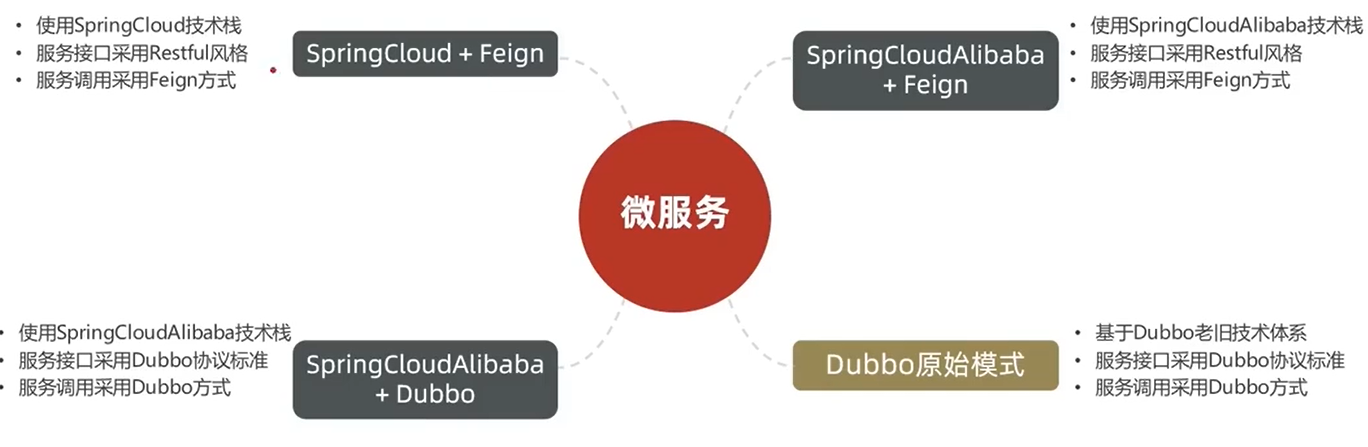 • 使用SpringCloud技术栈
• 服务接口采用Restful风格
• 服务调用采用Feign方式
SpringCloud + Feign
SpringCloudAlibaba
+ Feign
• 使用SpringCloudAlibaba技术栈
• 服务接口采用Restful风格
• 服务调用采用Feign方式
微服务
• 使用SpringCloudAlibaba技术栈
• 服务接口采用Dubbo协议标准
• 服务调用采用Dubbo方式
SpringCloudAlibaba
+ Dubbo
Dubbo原始模式
• 基于Dubbo老旧技术体系
• 服务接口采用Dubbo协议标准
• 服务调用采用Dubbo方式